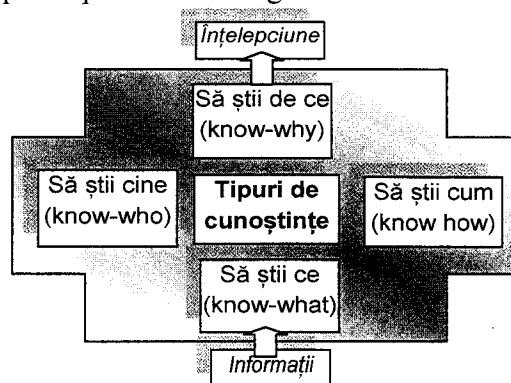 Înțelepciune
Să știi de ce
(know-why)
Să știi cine
(know-who)
Tipuri de
cunoștințe
Să știi cum
(know how)
Să știi ce
(know-what)
Informații